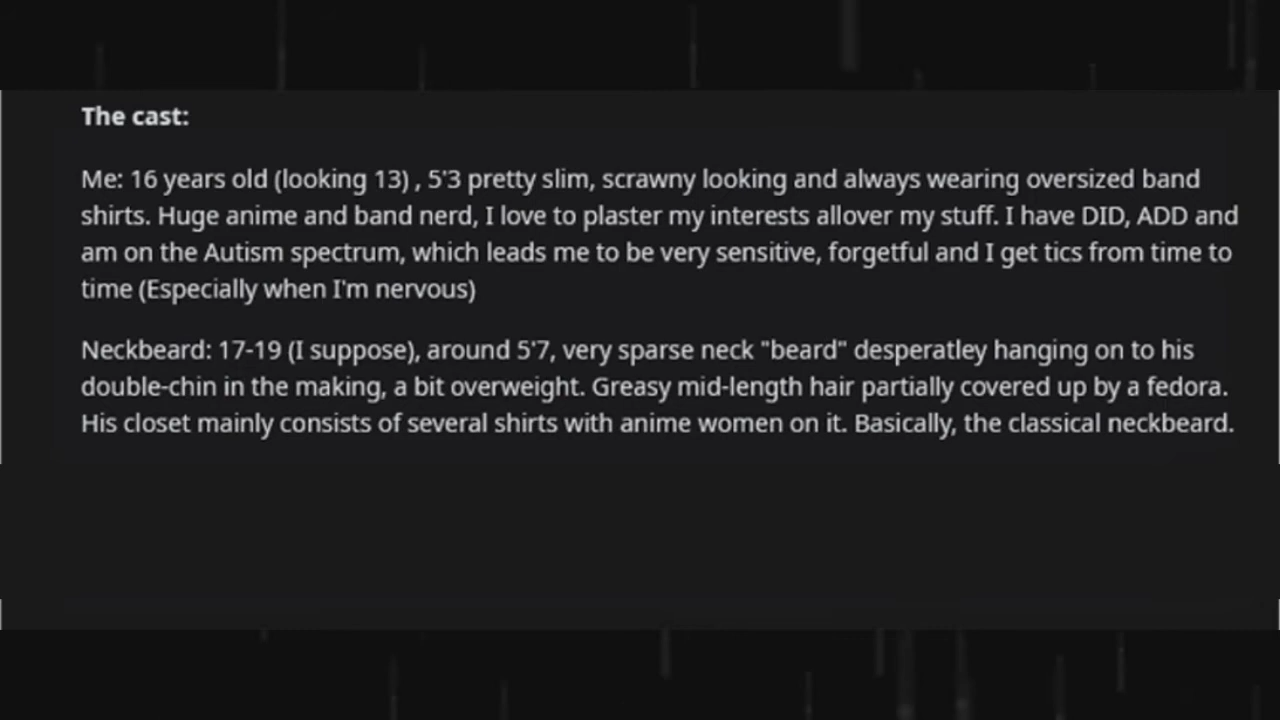 The cast:
Me: 16 years old (looking 13) , 5'3 pretty slim, scrawny looking and always wearing oversized band
shirts. Huge anime and band nerd, I love to plaster my interests allover my stuff. I have DID, ADD and
am on the Autism spectrum, which leads me to be very sensitive, forgetful and I get tics from time to
time (Especially when I'm nervous)
Neckbeard: 17-19 (I suppose), around 5'7, very sparse neck "beard" desperatley hanging on to his
double-chin in the making, a bit overweight. Greasy mid-length hair partially covered up by a fedora.
His closet mainly consists of several shirts with anime women on it. Basically, the classical neckbeard.